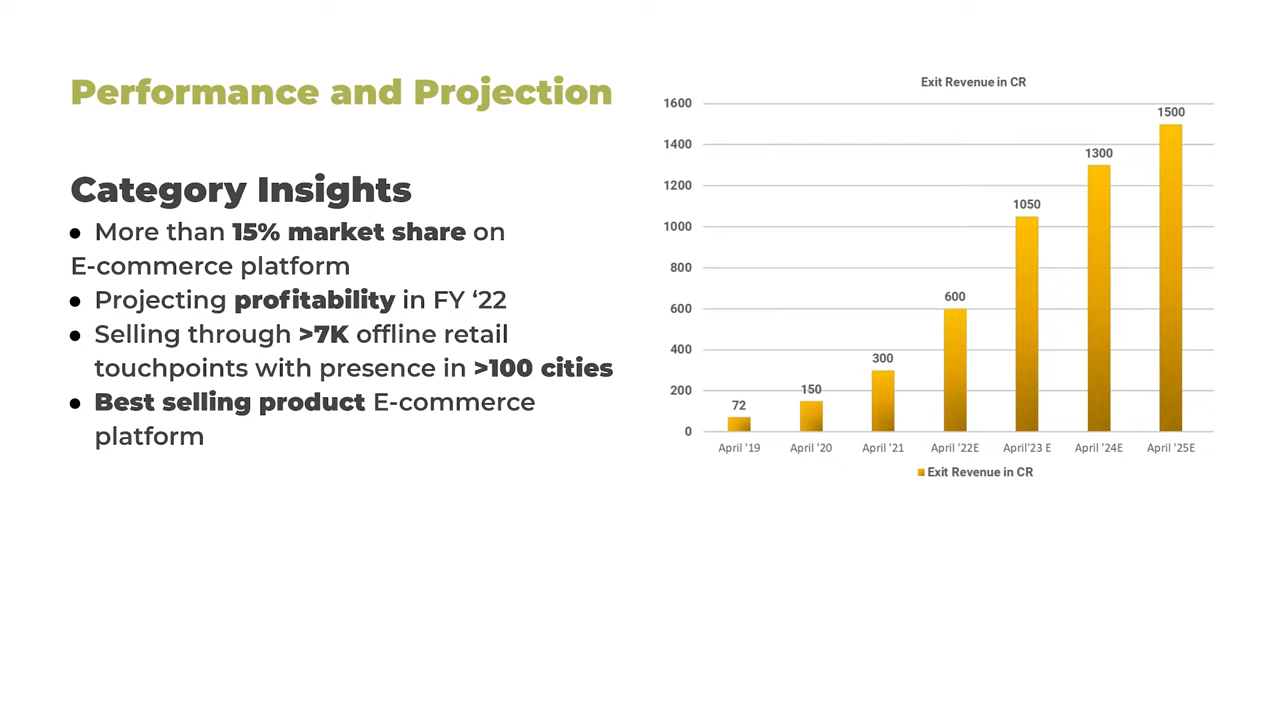 Performance and Projection
Category Insights
● More than 15% market share on
E-commerce platform
● Projecting profitability in FY ‘22
● Selling through >7K offline retail
touchpoints with presence in >100 cities
● Best selling product E-commerce
platform
Exit Revenue in CR
1600
1400
1200
1000
800
600
400
200
0
72
150
300
600
1050
1300
1500
April '19
April '20
April '21
April '22E
April'23 E
April '24E
April '25E
Exit Revenue in CR